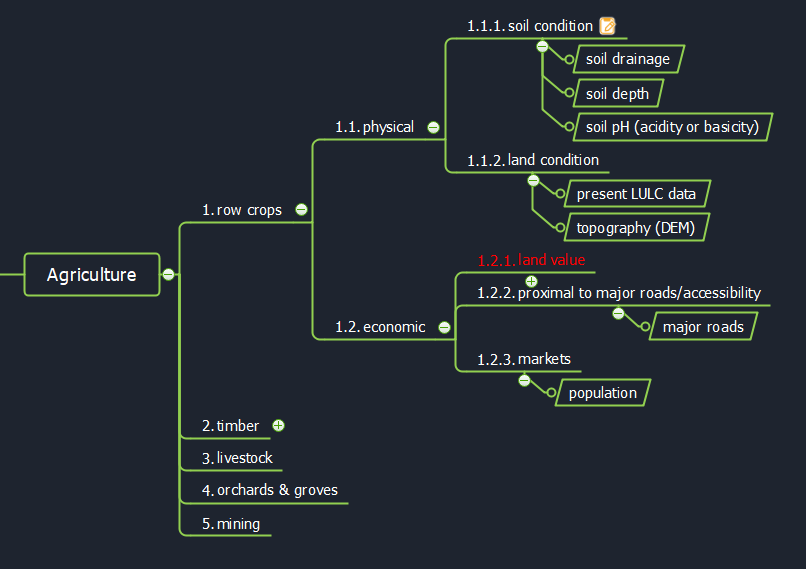 1.1.1. soil condition
soil drainage
soil depth
soil pH (acidity or basicity)
1.1. physical
1.1.2. land condition
present LULC data
1. row crops
topography (DEM)
Agriculture
1.2.1. land value
1.2.2. proximal to major roads/accessibility
1.2. economic
major roads
1.2.3. markets
population
2. timber
3. livestock
4. orchards & groves
5. mining